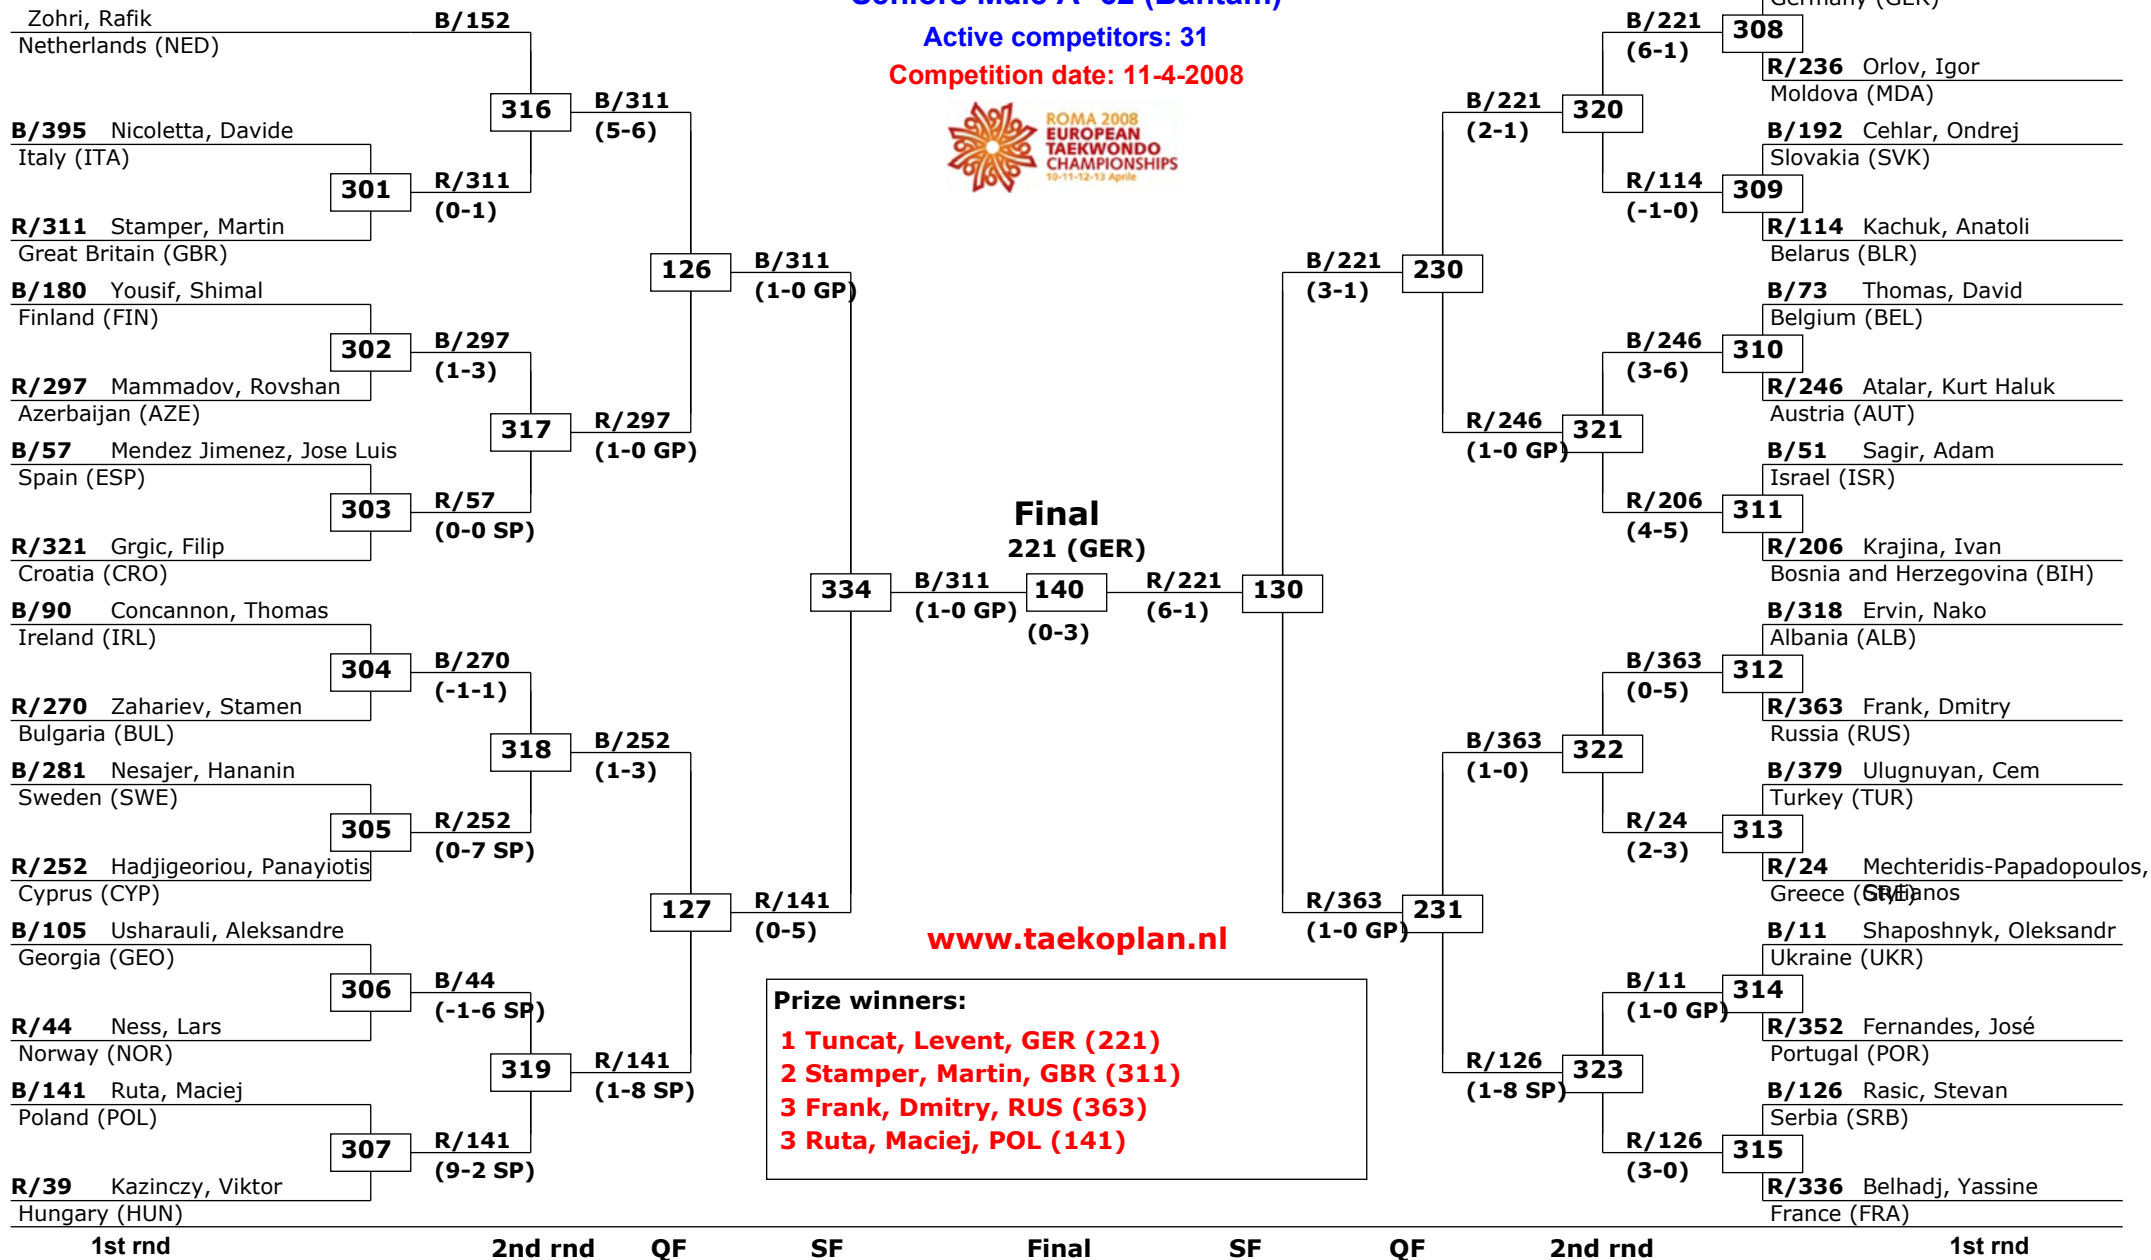 Zohri, Rafik
Netherlands (NED)
B/152
Active competitors: 31
Competition date: 11-4-2008
ROMA 2008
EUROPEAN
TAEKWONDO
CHAMPIONSHIPS
10-11-12-13 Aprile
316
B/311
(5-6)
B/395 Nicoletta, Davide
Italy (ITA)
301
R/311
(0-1)
R/311 Stamper, Martin
Great Britain (GBR)
126
B/311
(1-0 GP)
B/180 Yousif, Shimal
Finland (FIN)
302
B/297
(1-3)
R/297 Mammadov, Rovshan
Azerbaijan (AZE)
317
R/297
(1-0 GP)
B/57 Mendez Jimenez, Jose Luis
Spain (ESP)
303
R/57
(0-0 SP)
R/321 Grgic, Filip
Croatia (CRO)
334
B/311
(1-0 GP)
B/90 Concannon, Thomas
Ireland (IRL)
304
B/270
(-1-1)
R/270 Zahariev, Stamen
Bulgaria (BUL)
318
B/252
(1-3)
B/281 Nesajer, Hananin
Sweden (SWE)
305
R/252
(0-7 SP)
R/252 Hadjigeoriou, Panayiotis
Cyprus (CYP)
127
R/141
(0-5)
B/105 Usharauli, Aleksandre
Georgia (GEO)
306
B/44
(-1-6 SP)
R/44 Ness, Lars
Norway (NOR)
319
R/141
(1-8 SP)
B/141 Ruta, Maciej
Poland (POL)
307
R/141
(9-2 SP)
R/39 Kazinczy, Viktor
Hungary (HUN)
Final
221 (GER)
140
(0-3)
R/221
(6-1)
130
www.taekoplan.nl
Prize winners:
1 Tuncat, Levent, GER (221)
2 Stamper, Martin, GBR (311)
3 Frank, Dmitry, RUS (363)
3 Ruta, Maciej, POL (141)
B/221
(6-1)
308
R/236 Orlov, Igor
Moldova (MDA)
B/221
(2-1)
320
B/192 Cehlar, Ondrej
Slovakia (SVK)
R/114
(-1-0)
309
R/114 Kachuk, Anatoli
Belarus (BLR)
B/221
(3-1)
230
B/73 Thomas, David
Belgium (BEL)
B/246
(3-6)
310
R/246 Atalar, Kurt Haluk
Austria (AUT)
R/246
(1-0 GP)
321
B/51 Sagir, Adam
Israel (ISR)
R/206
(4-5)
311
R/206 Krajina, Ivan
Bosnia and Herzegovina (BIH)
B/318 Ervin, Nako
Albania (ALB)
B/363
(0-5)
312
R/363 Frank, Dmitry
Russia (RUS)
B/363
(1-0)
322
B/379 Ulugnuyan, Cem
Turkey (TUR)
R/24
(2-3)
313
R/24 Mechteridis-Papadopoulos,
Greece
R/363
(1-0 GP)
231
B/11 Shaposhnyk, Oleksandr
Ukraine (UKR)
B/11
(1-0 GP)
314
R/352 Fernandes, José
Portugal (POR)
R/126
(1-8 SP)
323
B/126 Rasic, Stevan
Serbia (SRB)
R/126
(3-0)
315
R/336 Belhadj, Yassine
France (FRA)
1st rnd 2nd rnd QF SF Final SF QF 2nd rnd 1st rnd